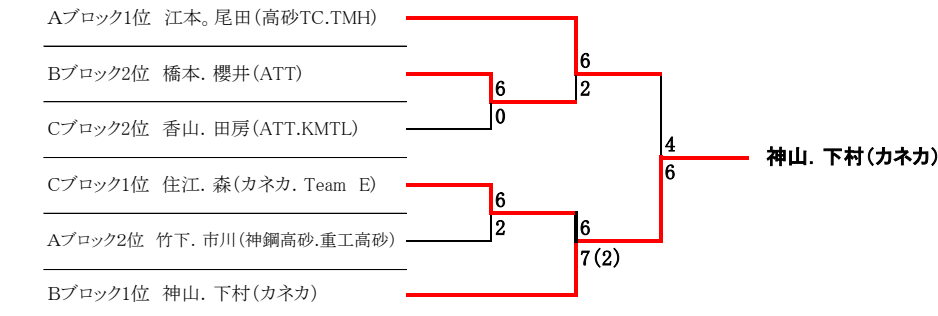 Aブロック1位 江本。尾田(高砂TC.TMH)
6
Bブロック2位 橋本．櫻井(ATT)
6
2
0
Cブロック2位 香山．田房(ATT.KMTL)
4
神山．下村(カネカ)
6
Cブロック1位 住江．森(カネカ．Team E)
6
2
6
Aブロック2位 竹下．市川(神鋼高砂.重工高砂)
7(2)
Bブロック1位 神山．下村(カネカ)